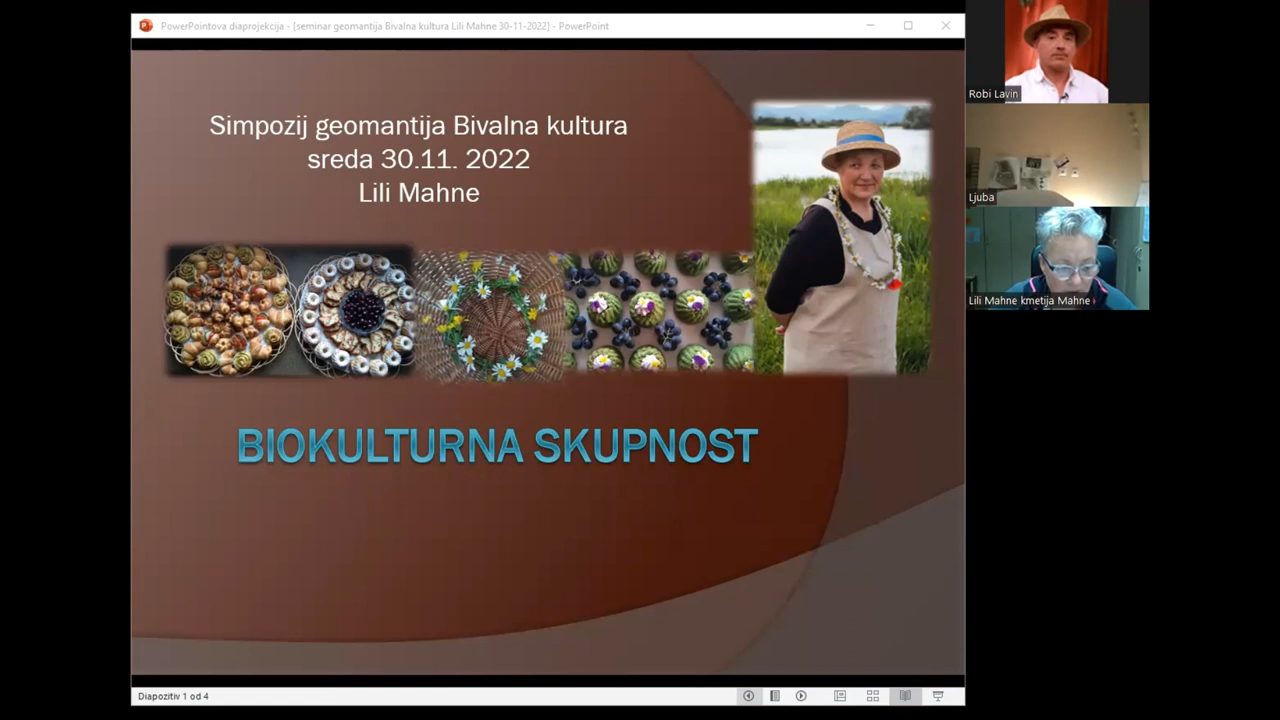 PowerPointova diaprojekcija - [seminar geomantija Bivalna kultura Lili Mahne 30-11-2022] - PowerPoint
Simpozij geomantija Bivalna kultura
sreda 30.11. 2022
Lili Mahne
BIOKULTURNA SKUPNOST
Diapozitiv 1 od 4
Robi Lavin
Ljuba
Lili Mahne kmetija Mahne